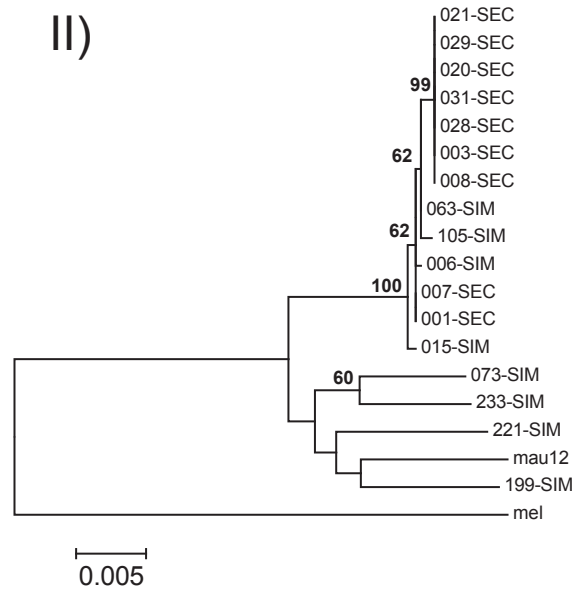 II)
021-SEC
029-SEC
020-SEC
99
031-SEC
028-SEC
62
003-SEC
008-SEC
063-SIM
62
105-SIM
006-SIM
100
007-SEC
001-SEC
015-SIM
60
073-SIM
233-SIM
221-SIM
mau12
199-SIM
mel
0.005